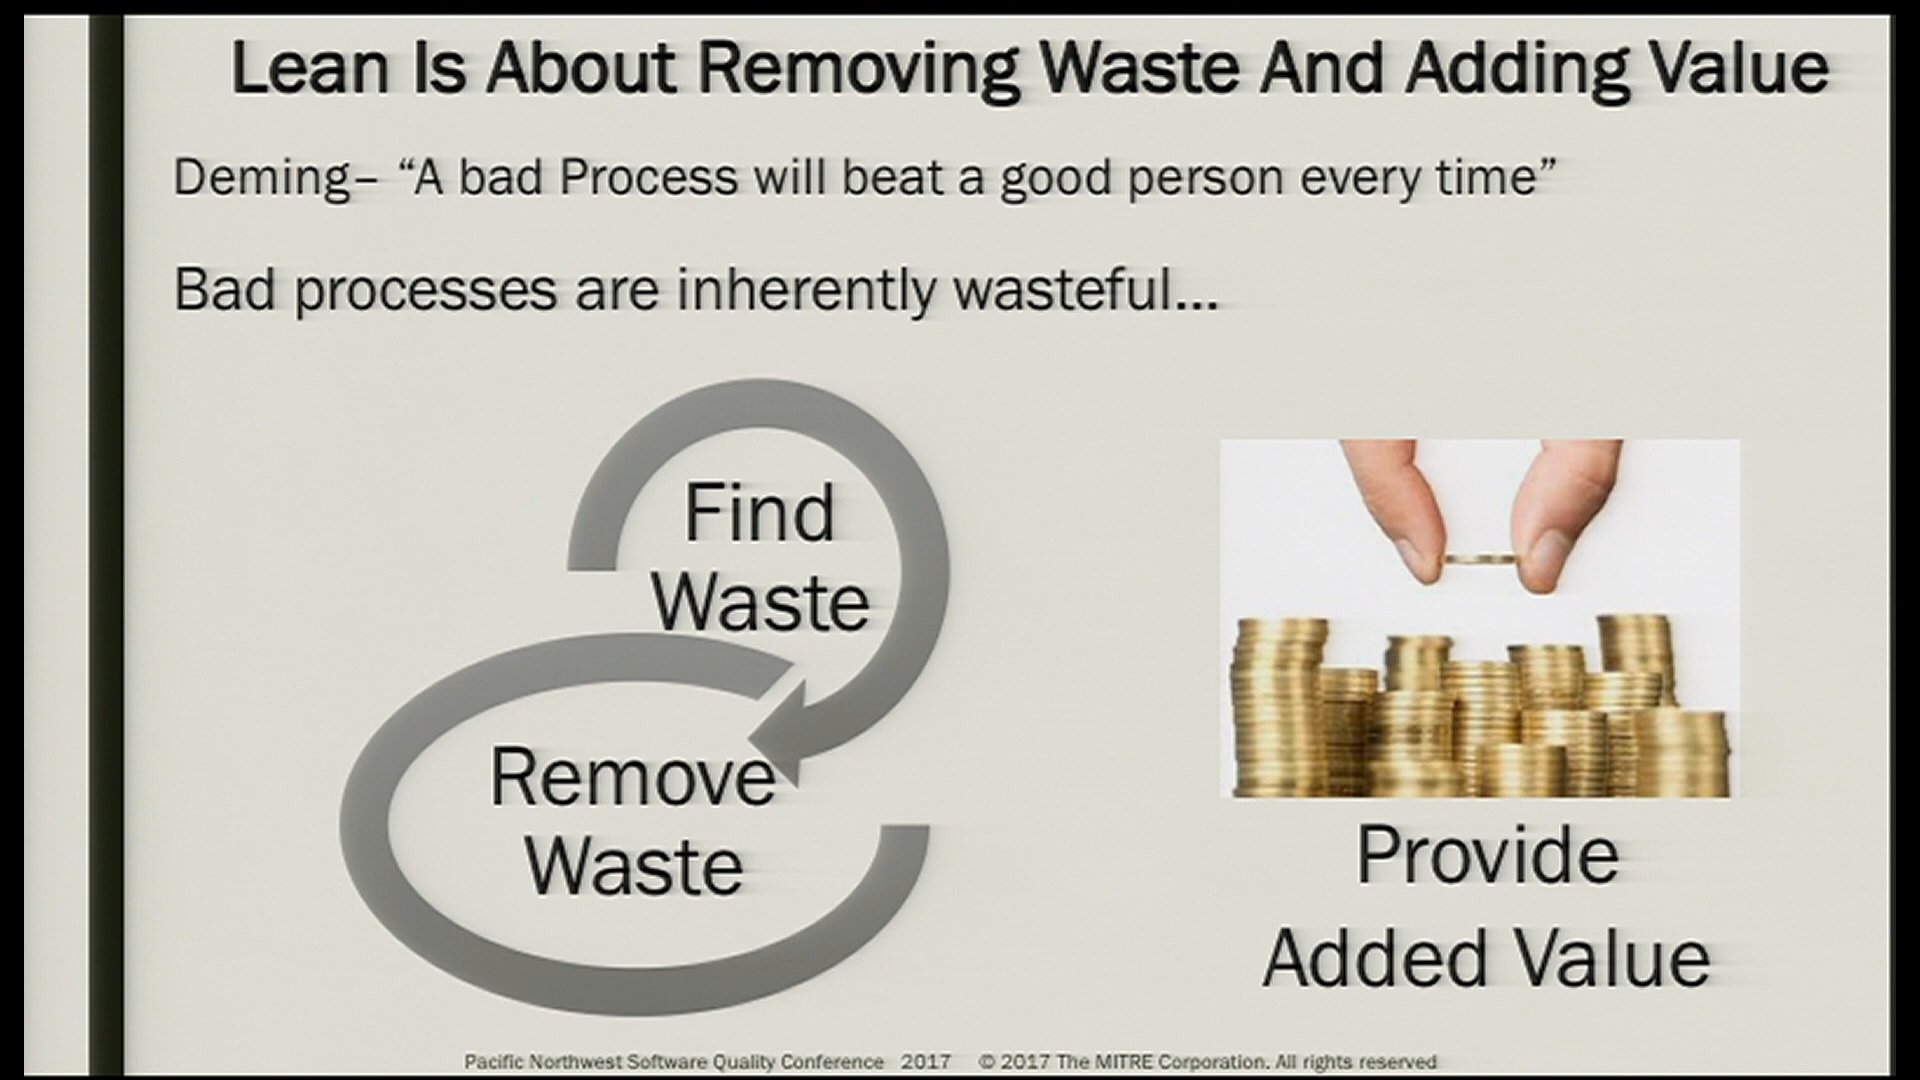 Lean Is About Removing Waste And Adding Value
Deming– “A bad Process will beat a good person every time”
Bad processes are inherently wasteful...
Find
Waste
Remove
Waste
Provide
Added Value
Pacific Northwest Software Quality Conference 2017 © 2017 The MITRE Corporation. All rights reserved